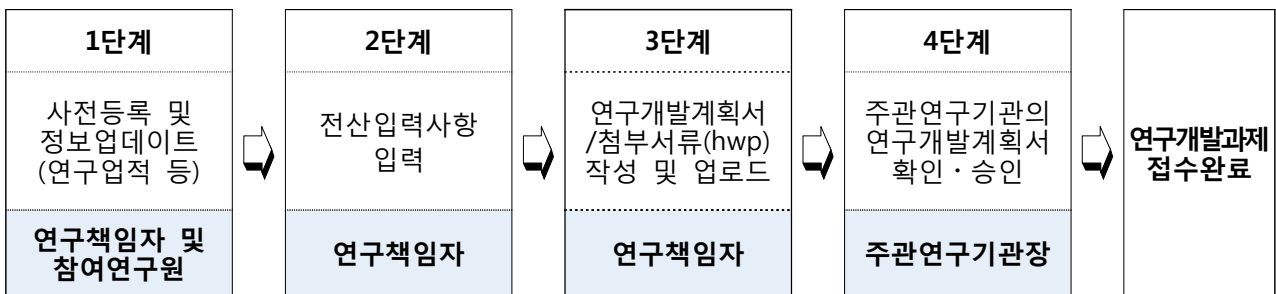 1단계
사전등록 및
정보업데이트
(연구업적 등)
연구책임자 및
참여연구원
2단계
전산입력사항
입력
연구책임자
3단계
연구개발계획서
/첨부서류(hwp)
작성 및 업로드
연구책임자
4단계
주관연구기관의
연구개발계획서
확인・승인
주관연구기관장
연구개발과제
접수완료